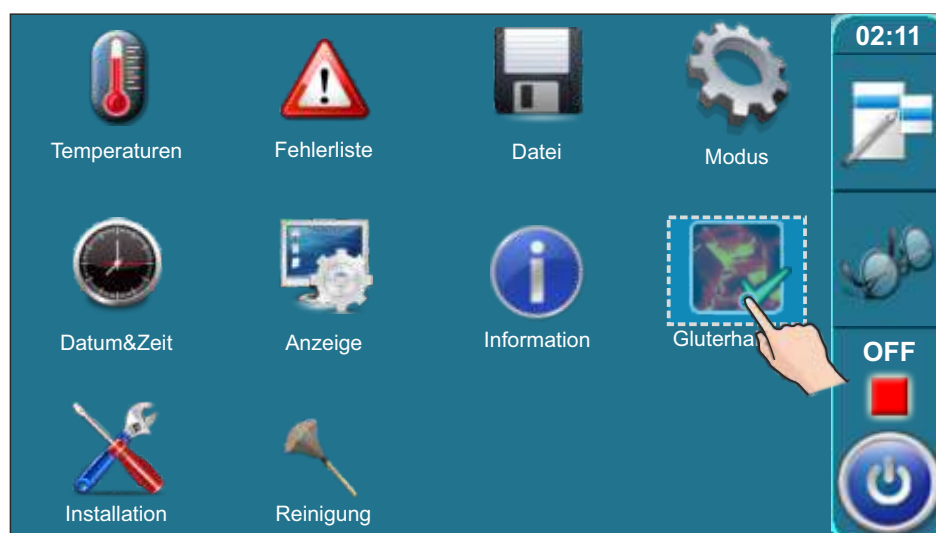 02:11
Temperaturen
Fehlerliste
Datei
Modus
Datum&Zeit
Anzeige
Information
OFF
Installation
Reinigung